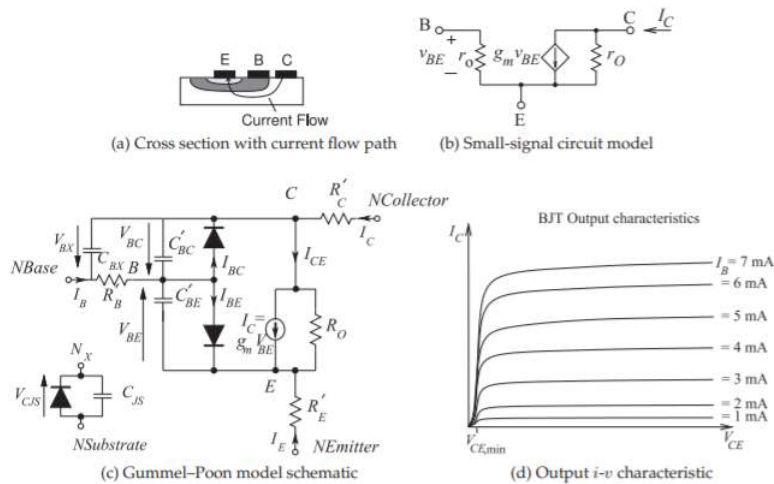 E B C
Current Flow
(a) Cross section with current flow path
B
+
v_BE
−
r_o
g_m v_BE
r_O
C
I_C
E
(b) Small-signal circuit model
C
R'_C
NCollector
I_C
V_BX
C_BX
V_BC
C'_BC
I_BC
I_CE
NBase
I_B
R_B
B
C'_BE
I_BE
V_BE
I_C=
g_m V_BE
R_O
E
R'_E
I_E
NEmitter
N_X
V_CJS
C_JS
NSubstrate
(c) Gummel–Poon model schematic
BJT Output characteristics
I_C
I_B= 7 mA
= 6 mA
= 5 mA
= 4 mA
= 3 mA
= 2 mA
= 1 mA
V_CE,min
V_CE
(d) Output i-v characteristic